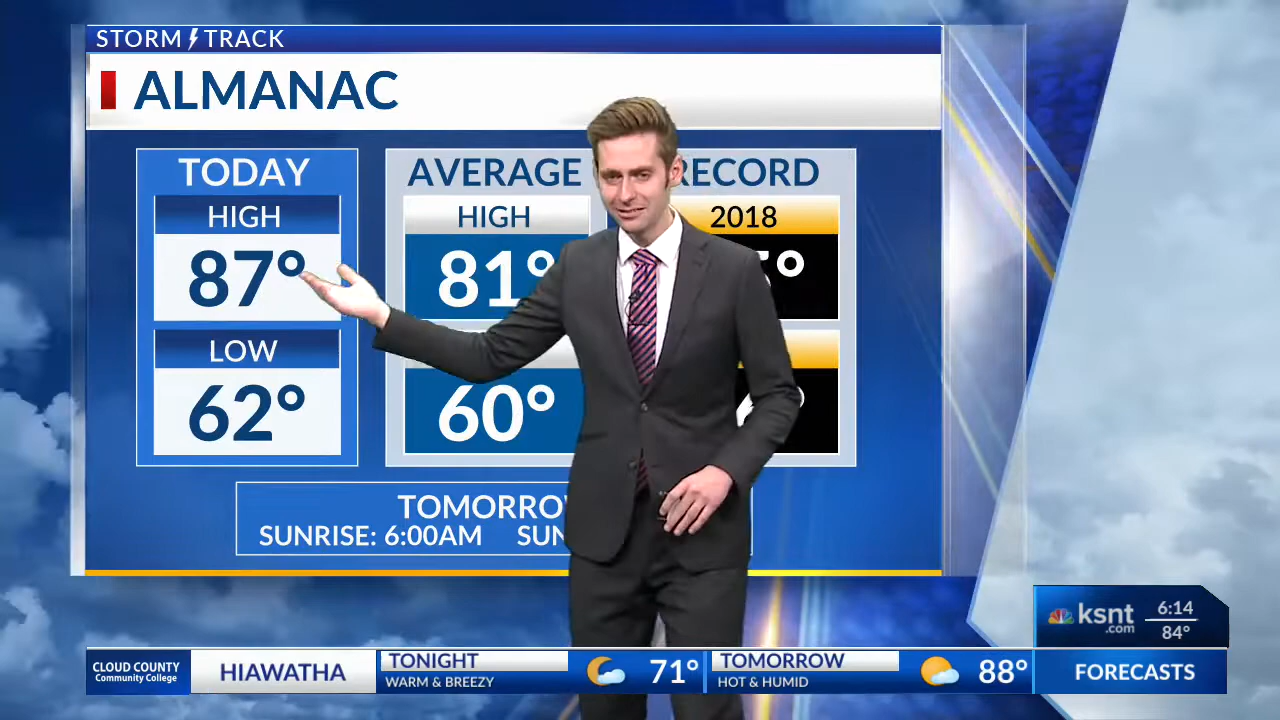 STORM TRACK
ALMANAC
TODAY
HIGH
87°
LOW
62°
AVERAGE
HIGH
81°
60°
RECORD
2018
SUNRISE: 6:00AM
ksnt
.com
6:14
84°
CLOUD COUNTY
Community College
HIAWATHA
TONIGHT
WARM & BREEZY
71°
TOMORROW
HOT & HUMID
88°
FORECASTS